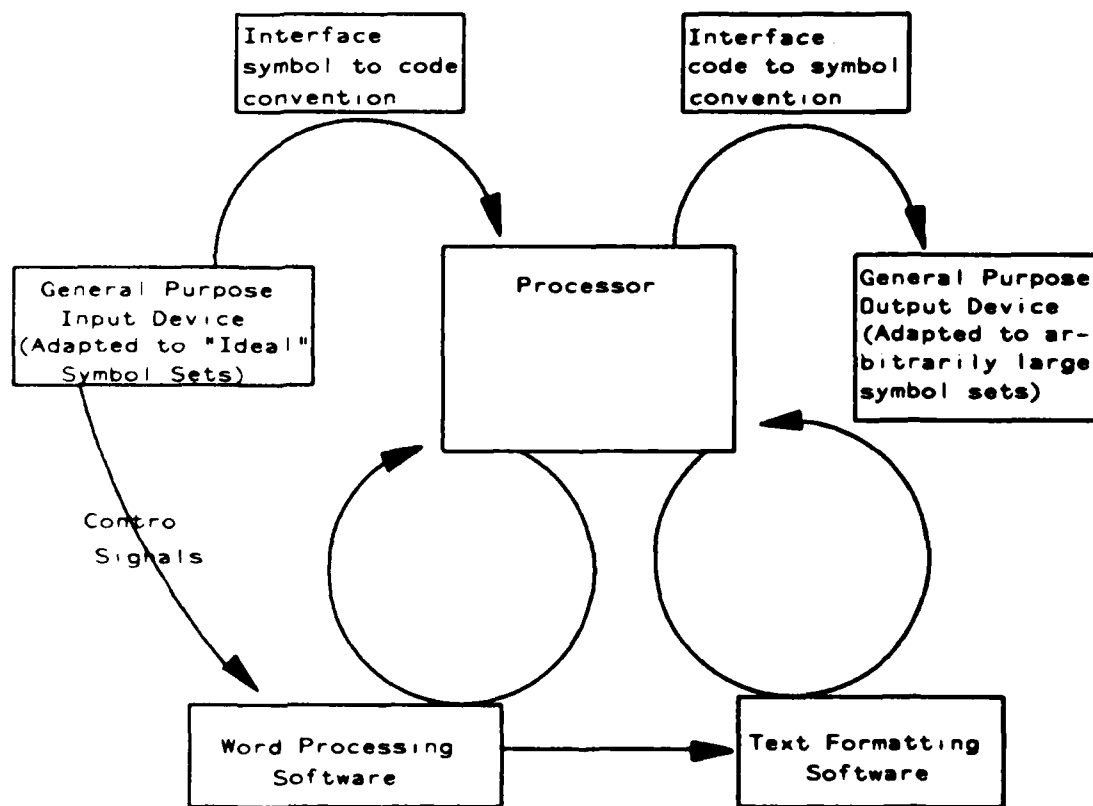 Interface
symbol to code
convention
Interface
code to symbol
convention
General Purpose
Input Device
(Adapted to "Ideal"
Symbol Sets)
Processor
General Purpose
Output Device
(Adapted to ar-
bitrarily large
symbol sets)
Contro
Signals
Word Processing
Software
Text Formatting
Software